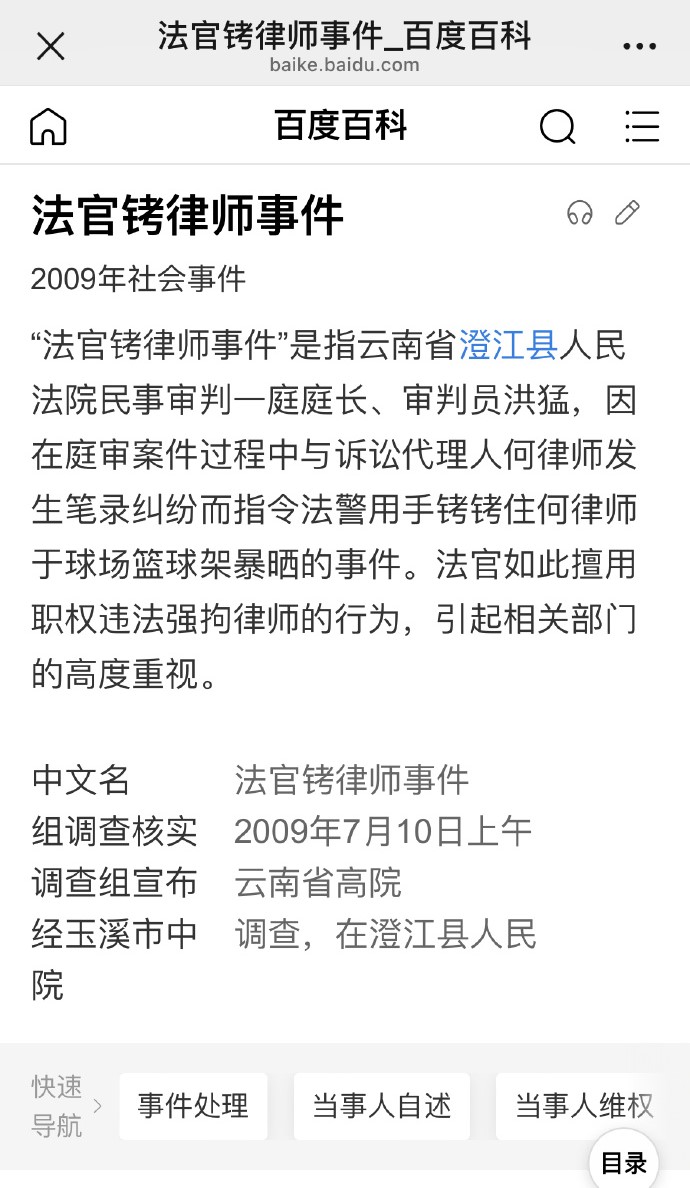 法官铐律师事件_百度百科
baike.baidu.com
百度百科
法官铐律师事件
2009年社会事件
“法官铐律师事件”是指云南省澄江县人民
法院民事审判一庭庭长、审判员洪猛，因
在庭审案件过程中与诉讼代理人何律师发
生笔录纠纷而指令法警用手铐铐住何律师
于球场篮球架暴晒的事件。法官如此擅用
职权违法强拘律师的行为，引起相关部门
的高度重视。
中文名 法官铐律师事件
组调查核实 2009年7月10日上午
调查组宣布 云南省高院
经玉溪市中 调查，在澄江县人民
院
快速 事件处理 当事人自述 当事人维权
导航
目录